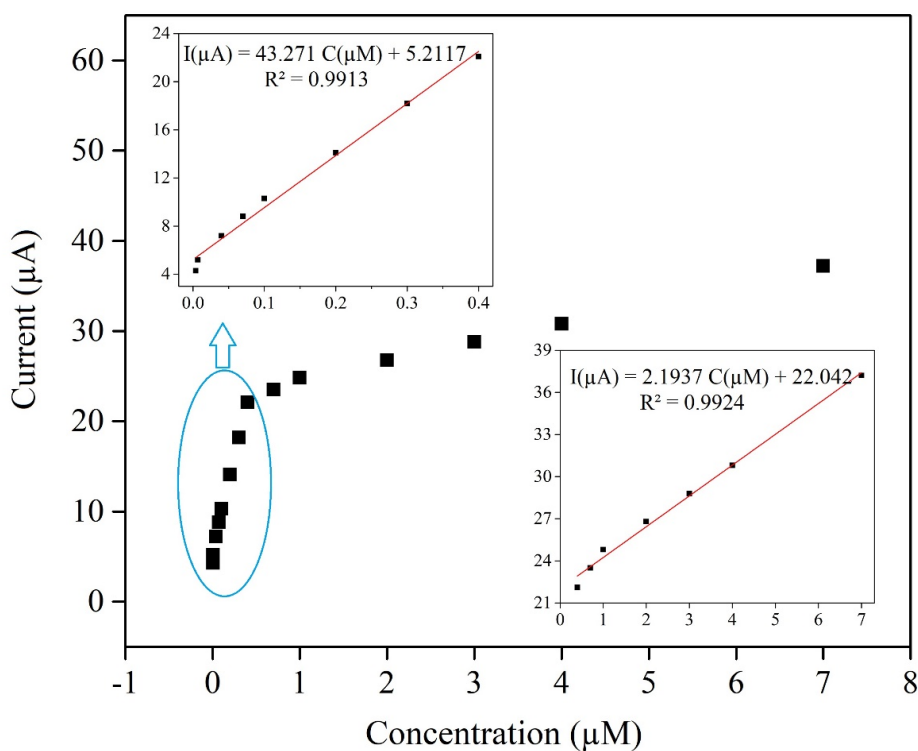 I(µA) = 43.271 C(µM) + 5.2117
R² = 0.9913
24
20
16
12
8
4
0.0 0.1 0.2 0.3 0.4
I(µA) = 2.1937 C(µM) + 22.042
R² = 0.9924
39
36
33
30
27
24
21
0 1 2 3 4 5 6 7
Current (µA)
60
50
40
30
20
10
0
-1 0 1 2 3 4 5 6 7 8
Concentration (µM)